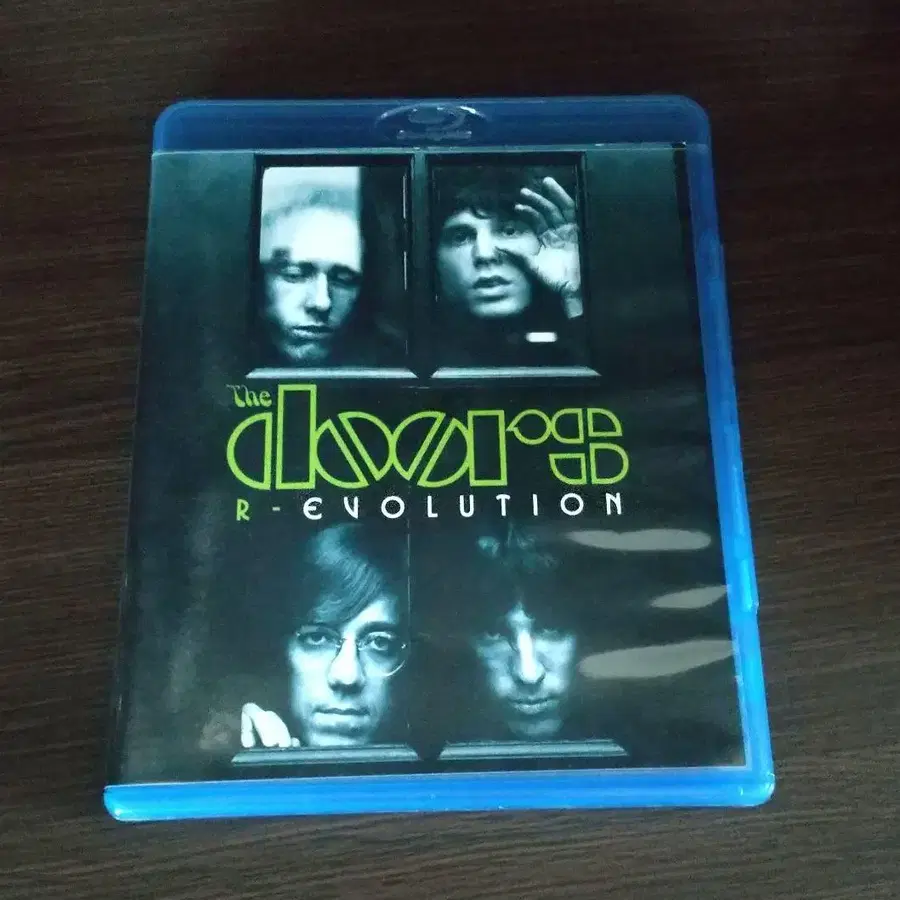 The
doors
R - EVOLUTION